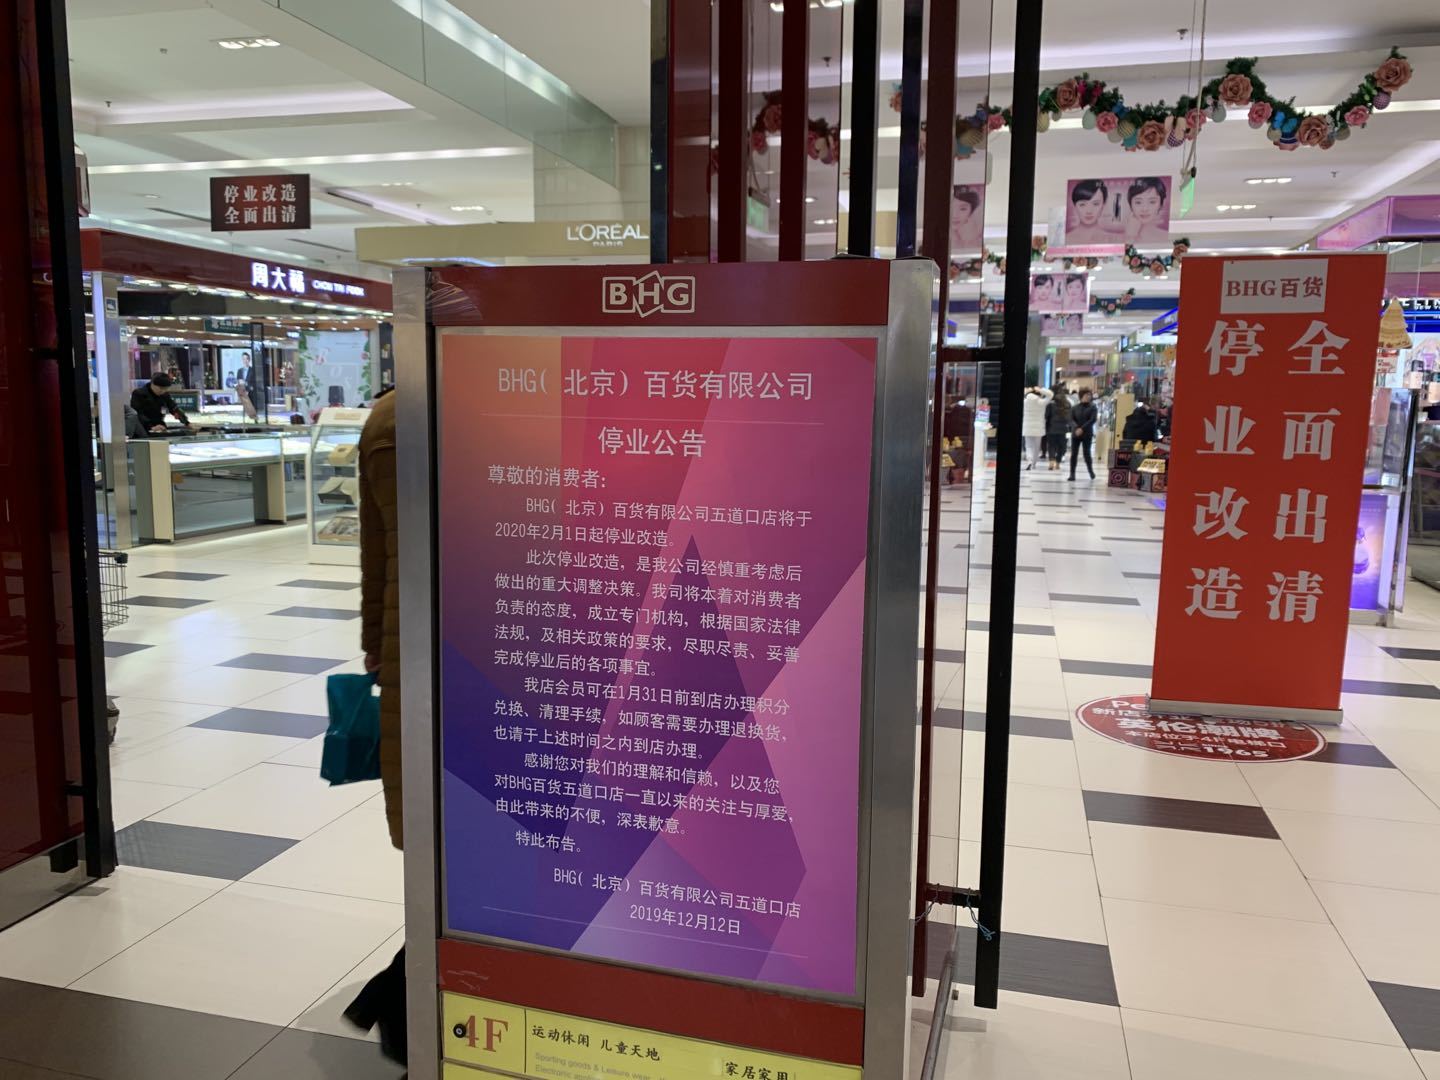 停业改造
全面出清
周大福 CHOW TAI FOOK
L'ORÉAL
PARIS
BHG
BHG（北京）百货有限公司
停业公告
尊敬的消费者:
BHG（北京）百货有限公司五道口店将于
2020年2月1日起停业改造。
此次停业改造，是我公司经慎重考虑后
做出的重大调整决策。我司将本着对消费者
负责的态度，成立专门机构，根据国家法律
法规，及相关政策的要求，尽职尽责、妥善
完成停业后的各项事宜。
我店会员可在1月31日前到店办理积分
兑换、清理手续，如顾客需要办理退换货，
也请于上述时间之内到店办理。
感谢您对我们的理解和信赖，以及您
对BHG百货五道口店一直以来的关注与厚爱，
由此带来的不便，深表歉意。
特此布告。
BHG（北京）百货有限公司五道口店
2019年12月12日
4F
运动休闲 儿童天地
家居家用
Sporting goods & Leisure wear
BHG百货
全面出清
停业改造
英伦潮牌
1965